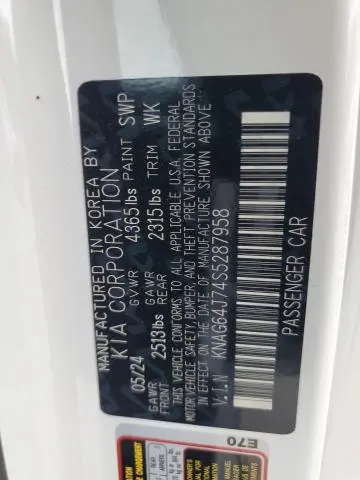 MANUFACTURED IN KOREA BY
KIA CORPORATION
05/24 GVWR 4365lbs PAINT SWP
GAWR FRONT 2513lbs GAWR REAR 2315lbs TRIM WK
THIS VEHICLE CONFORMS TO ALL APPLICABLE U.S.A. FEDERAL
MOTOR VEHICLE SAFETY, BUMPER, AND THEFT PREVENTION STANDARDS
IN EFFECT ON THE DATE OF MANUFACTURE SHOWN ABOVE
V.I.N KNAG64J74S5287958
PASSENGER CAR
E70